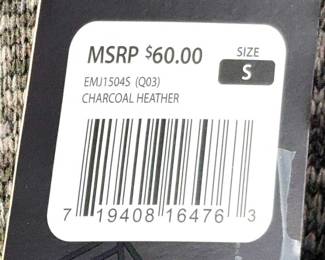 MSRP $60.00
SIZE
S
EMJ1504S (Q03)
CHARCOAL HEATHER
7 19408 16476 3